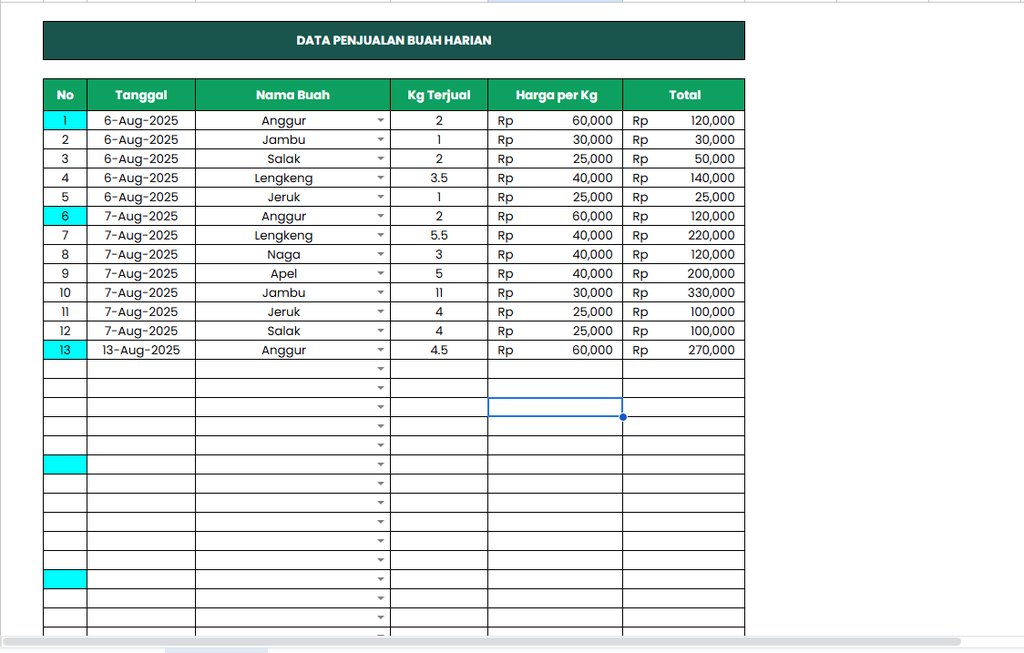 DATA PENJUALAN BUAH HARIAN
No Tanggal Nama Buah Kg Terjual Harga per Kg Total
1 6-Aug-2025 Anggur 2 Rp 60,000 Rp 120,000
2 6-Aug-2025 Jambu 1 Rp 30,000 Rp 30,000
3 6-Aug-2025 Salak 2 Rp 25,000 Rp 50,000
4 6-Aug-2025 Lengkeng 3.5 Rp 40,000 Rp 140,000
5 6-Aug-2025 Jeruk 1 Rp 25,000 Rp 25,000
6 7-Aug-2025 Anggur 2 Rp 60,000 Rp 120,000
7 7-Aug-2025 Lengkeng 5.5 Rp 40,000 Rp 220,000
8 7-Aug-2025 Naga 3 Rp 40,000 Rp 120,000
9 7-Aug-2025 Apel 5 Rp 40,000 Rp 200,000
10 7-Aug-2025 Jambu 11 Rp 30,000 Rp 330,000
11 7-Aug-2025 Jeruk 4 Rp 25,000 Rp 100,000
12 7-Aug-2025 Salak 4 Rp 25,000 Rp 100,000
13 13-Aug-2025 Anggur 4.5 Rp 60,000 Rp 270,000